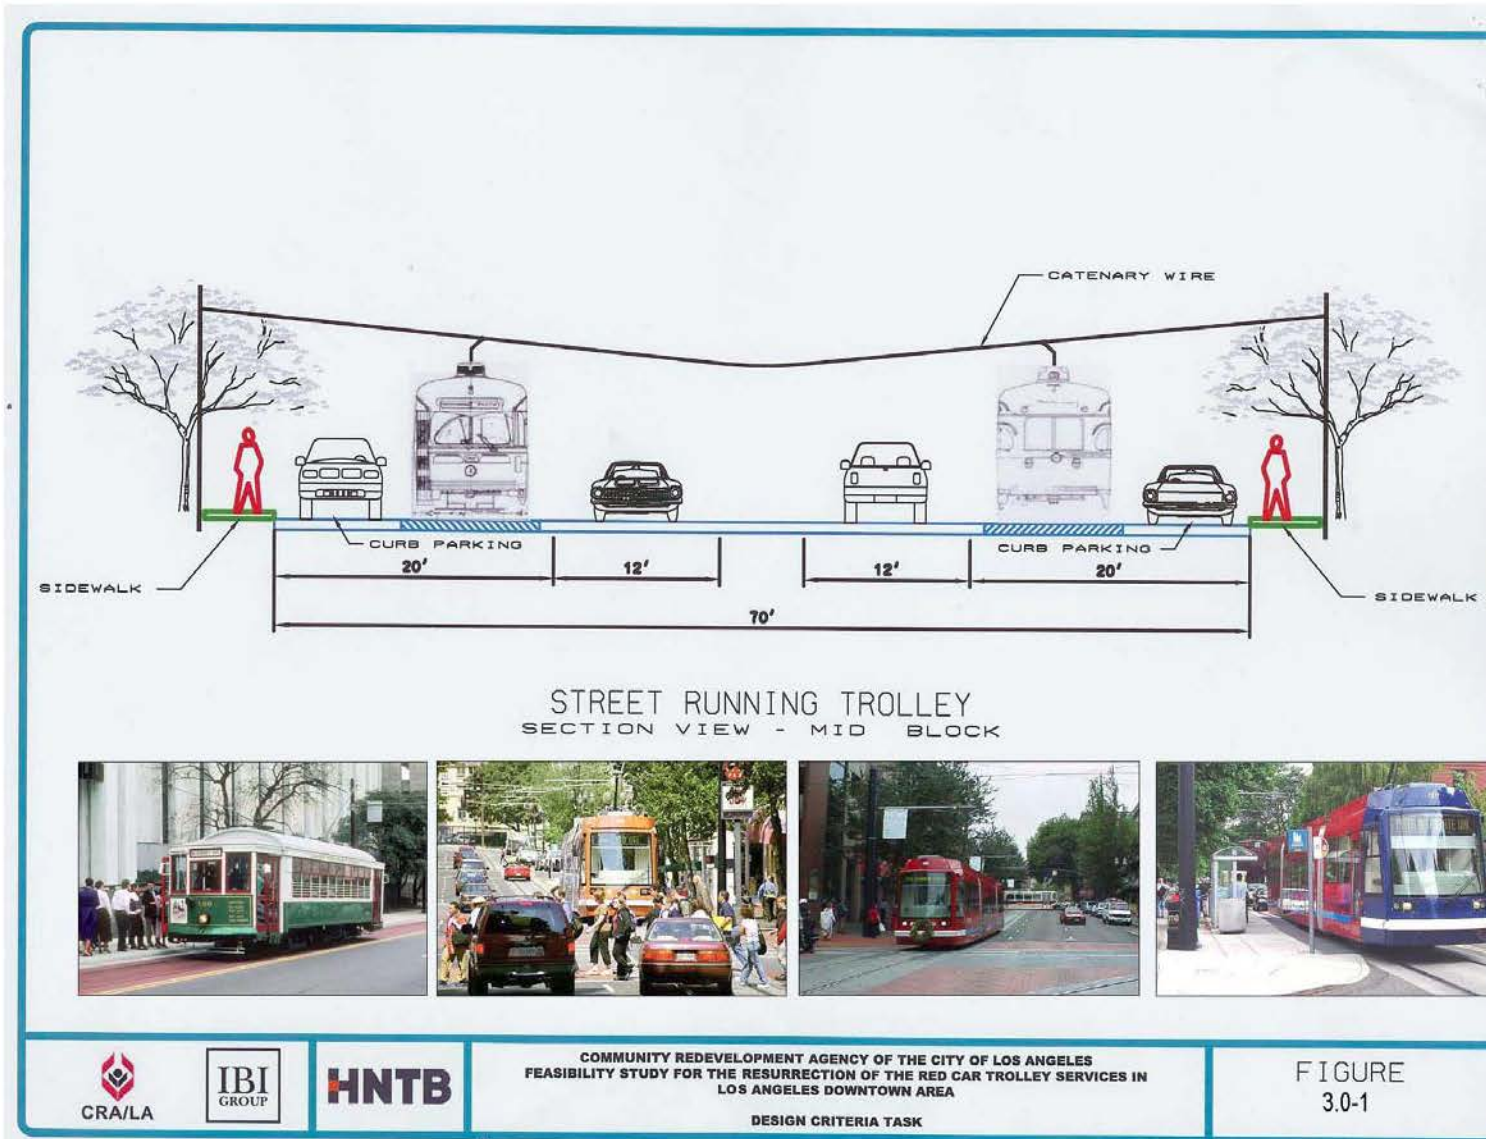 CATENARY WIRE
CURB PARKING
CURB PARKING
20'
12'
12'
20'
SIDEWALK
SIDEWALK
70'
STREET RUNNING TROLLEY
SECTION VIEW - MID BLOCK
CRA/LA
IBI
GROUP
HNTB
COMMUNITY REDEVELOPMENT AGENCY OF THE CITY OF LOS ANGELES
FEASIBILITY STUDY FOR THE RESURRECTION OF THE RED CAR TROLLEY SERVICES IN
LOS ANGELES DOWNTOWN AREA
DESIGN CRITERIA TASK
FIGURE
3.0-1